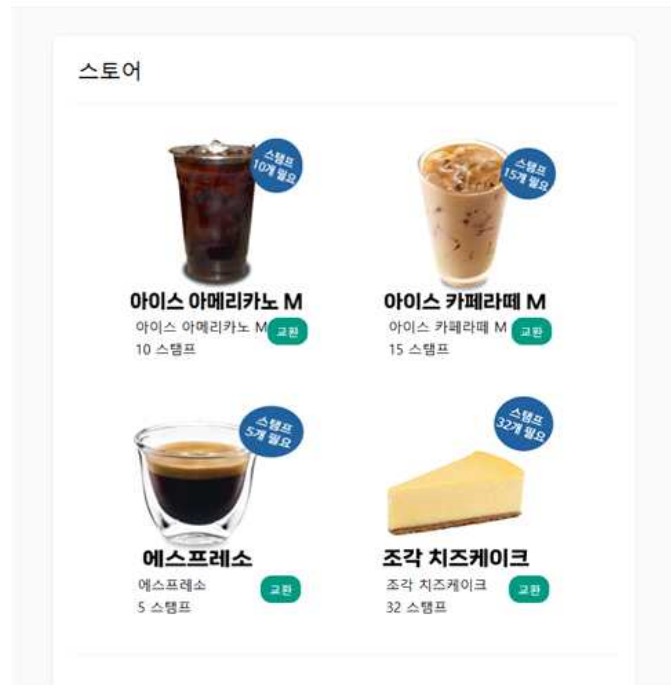 스토어
스탬프
10개 필요
스탬프
15개 필요
아이스 아메리카노 M
아이스 카페라떼 M
아이스 아메리카노 M
교환
아이스 카페라떼 M
교환
10 스탬프
15 스탬프
스탬프
5개 필요
스탬프
32개 필요
에스프레소
조각 치즈케이크
에스프레소
교환
조각 치즈케이크
교환
5 스탬프
32 스탬프